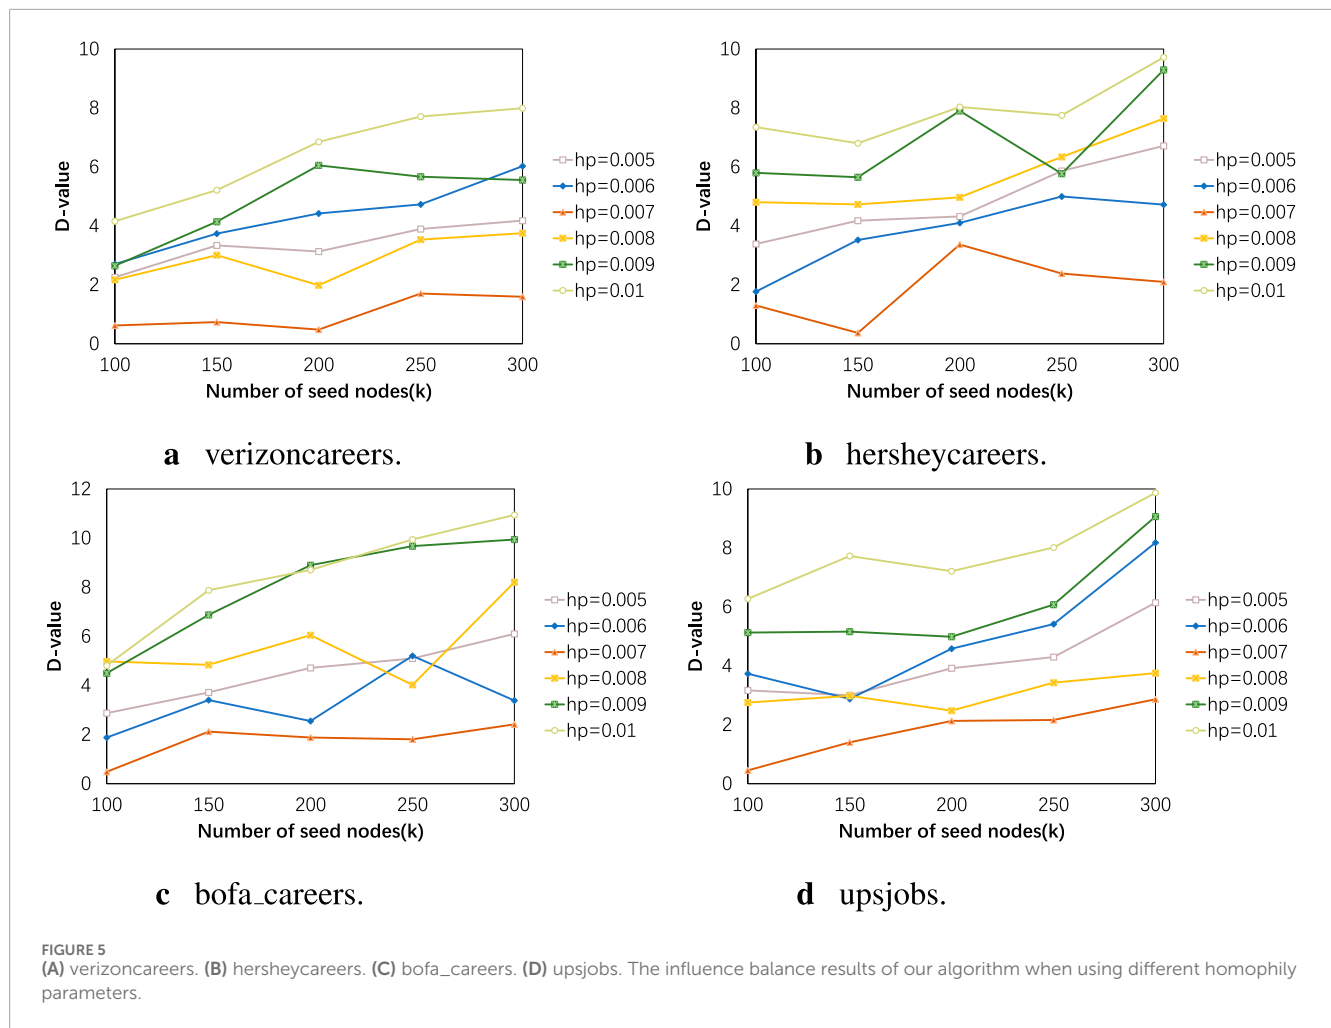 10
8
6
4
2
0
D-value
100 150 200 250 300
Number of seed nodes(k)
hp=0.005
hp=0.006
hp=0.007
hp=0.008
hp=0.009
hp=0.01
a verizoncareers.
10
8
6
4
2
0
D-value
100 150 200 250 300
Number of seed nodes(k)
hp=0.005
hp=0.006
hp=0.007
hp=0.008
hp=0.009
hp=0.01
b hersheycareers.
12
10
8
6
4
2
0
D-value
100 150 200 250 300
Number of seed nodes(k)
hp=0.005
hp=0.006
hp=0.007
hp=0.008
hp=0.009
hp=0.01
c bofa_careers.
10
8
6
4
2
0
D-value
100 150 200 250 300
Number of seed nodes(k)
hp=0.005
hp=0.006
hp=0.007
hp=0.008
hp=0.009
hp=0.01
d upsjobs.
FIGURE 5
(A) verizoncareers. (B) hersheycareers. (C) bofa_careers. (D) upsjobs. The influence balance results of our algorithm when using different homophily
parameters.